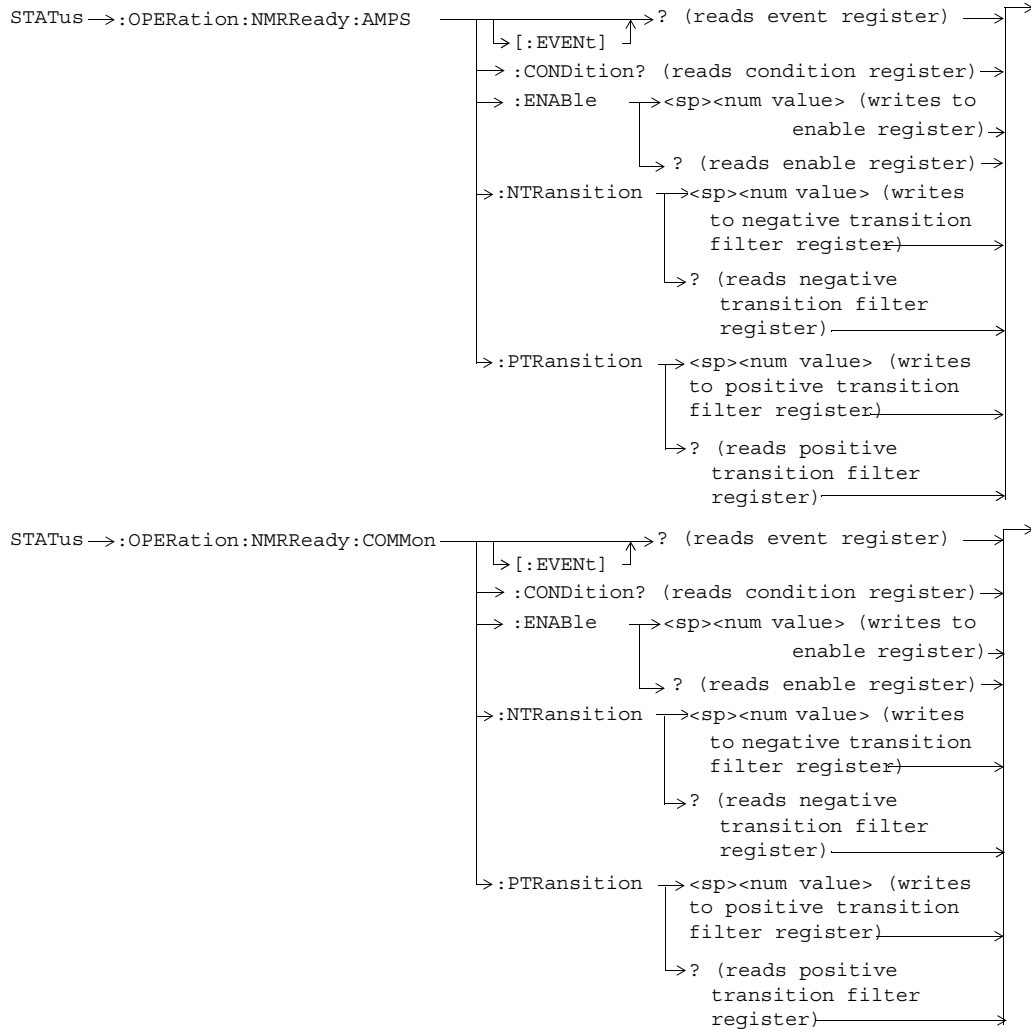 STATus :OPERation:NMRReady:AMPS ? (reads event register)
[:EVENt]
:CONDition? (reads condition register)
:ENABle <sp><num value> (writes to
enable register)
? (reads enable register)
:NTRansition <sp><num value> (writes
to negative transition
filter register)
? (reads negative
transition filter
register)
:PTRansition <sp><num value> (writes
to positive transition
filter register)
? (reads positive
transition filter
register)
STATus :OPERation:NMRReady:COMMon ? (reads event register)
[:EVENt]
:CONDition? (reads condition register)
:ENABle <sp><num value> (writes to
enable register)
? (reads enable register)
:NTRansition <sp><num value> (writes
to negative transition
filter register)
? (reads negative
transition filter
register)
:PTRansition <sp><num value> (writes
to positive transition
filter register)
? (reads positive
transition filter
register)